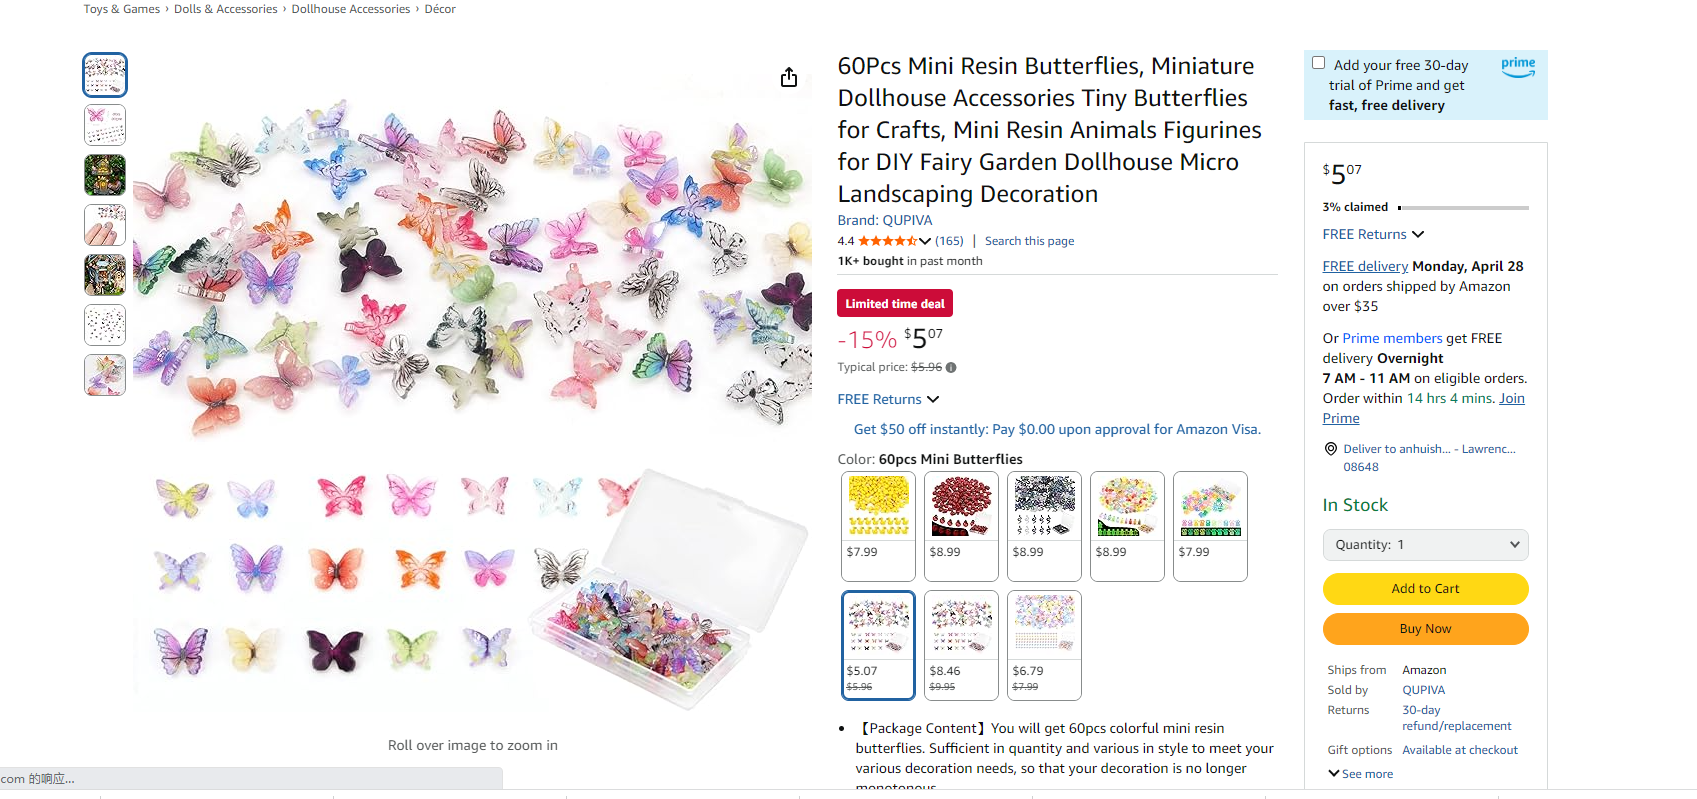 Toys & Games › Dolls & Accessories › Dollhouse Accessories › Décor
60Pcs Mini Resin Butterflies, Miniature
Dollhouse Accessories Tiny Butterflies
for Crafts, Mini Resin Animals Figurines
for DIY Fairy Garden Dollhouse Micro
Landscaping Decoration
Brand: QUPIVA
4.4 (165) | Search this page
1K+ bought in past month
Limited time deal
-15% $507
Typical price: $5.96
FREE Returns
Get $50 off instantly: Pay $0.00 upon approval for Amazon Visa.
Color: 60pcs Mini Butterflies
$7.99 $8.99 $8.99 $8.99 $7.99
$5.07 $8.46 $6.79
$5.96 $9.95 $7.99
• 【Package Content】You will get 60pcs colorful mini resin
butterflies. Sufficient in quantity and various in style to meet your
various decoration needs, so that your decoration is no longer
monotonous
Roll over image to zoom in
com 的响应...
Add your free 30-day
trial of Prime and get
fast, free delivery
prime
$507
3% claimed
FREE Returns
FREE delivery Monday, April 28
on orders shipped by Amazon
over $35
Or Prime members get FREE
delivery Overnight
7 AM - 11 AM on eligible orders.
Order within 14 hrs 4 mins. Join
Prime
Deliver to anhuish... - Lawrenc...
08648
In Stock
Quantity: 1
Add to Cart
Buy Now
Ships from Amazon
Sold by QUPIVA
Returns 30-day
refund/replacement
Gift options Available at checkout
See more